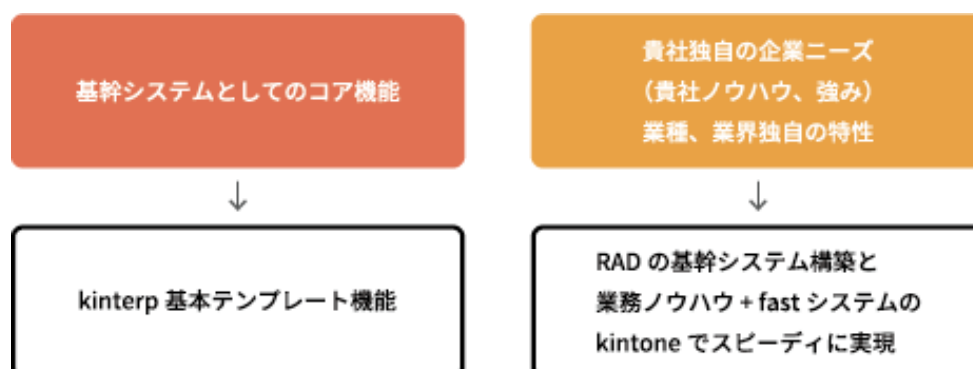 基幹システムとしてのコア機能
貴社独自の企業ニーズ
（貴社ノウハウ、強み）
業種、業界独自の特性
↓
↓
kinterp 基本テンプレート機能
RAD の基幹システム構築と
業務ノウハウ + fast システムの
kintone でスピーディに実現